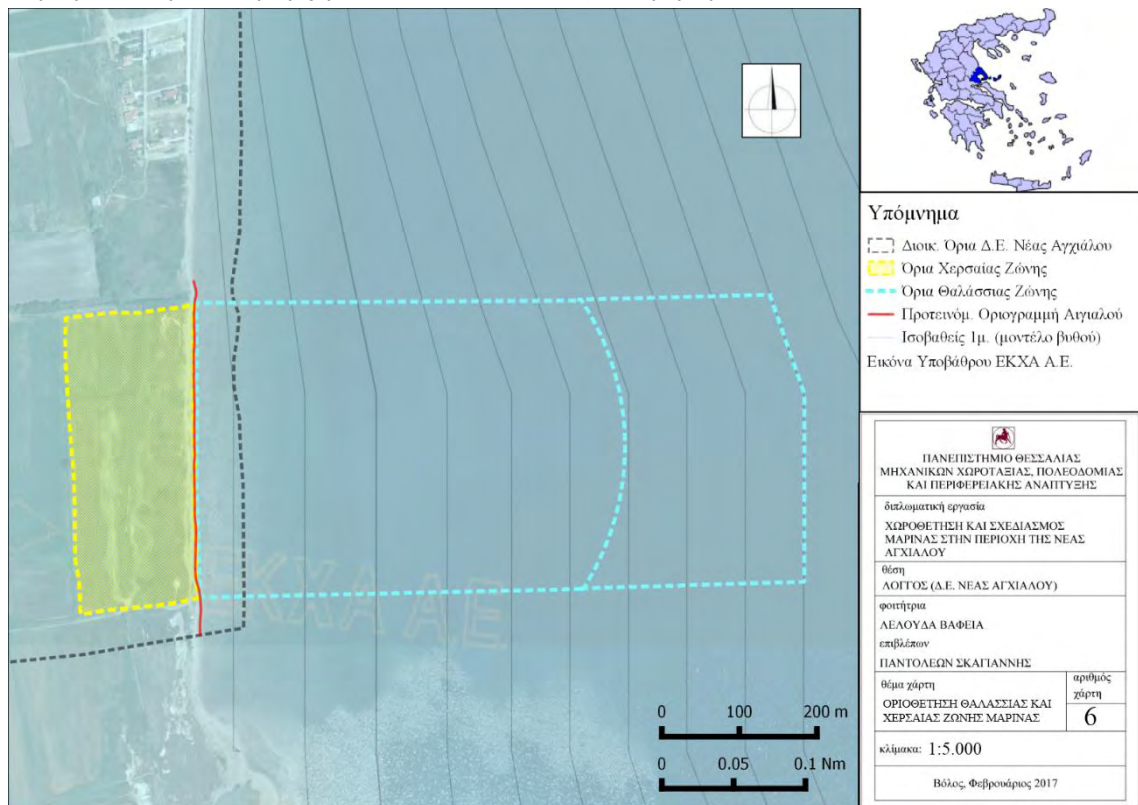 Υπόμνημα
Διοικ. Όρια Δ.Ε. Νέας Αγχιάλου
Όρια Χερσαίας Ζώνης
Όρια Θαλάσσιας Ζώνης
Προτεινόμ. Οριογραμμή Αιγιαλού
Ισοβαθείς 1μ. (μοντέλο βυθού)
Εικόνα Υποβάθρου ΕΚΧΑ Α.Ε.
ΕΚΧΑ ΑΕ
0 100 200 m
0 0.05 0.1 Nm
ΠΑΝΕΠΙΣΤΗΜΙΟ ΘΕΣΣΑΛΙΑΣ
ΜΗΧΑΝΙΚΩΝ ΧΩΡΟΤΑΞΙΑΣ, ΠΟΛΕΟΔΟΜΙΑΣ
ΚΑΙ ΠΕΡΙΦΕΡΕΙΑΚΗΣ ΑΝΑΠΤΥΞΗΣ
διπλωματική εργασία
ΧΩΡΟΘΕΤΗΣΗ ΚΑΙ ΣΧΕΔΙΑΣΜΟΣ
ΜΑΡΙΝΑΣ ΣΤΗΝ ΠΕΡΙΟΧΗ ΤΗΣ ΝΕΑΣ
ΑΓΧΙΑΛΟΥ
θέση
ΛΟΓΓΟΣ (Δ.Ε. ΝΕΑΣ ΑΓΧΙΑΛΟΥ)
φοιτήτρια
ΛΕΛΟΥΔΑ ΒΑΦΕΙΑ
επιβλέπων
ΠΑΝΤΟΛΕΩΝ ΣΚΑΓΙΑΝΝΗΣ
θέμα χάρτη
ΟΡΙΟΘΕΤΗΣΗ ΘΑΛΑΣΣΙΑΣ ΚΑΙ
ΧΕΡΣΑΙΑΣ ΖΩΝΗΣ ΜΑΡΙΝΑΣ
αριθμός
χάρτη
6
κλίμακα: 1:5.000
Βόλος, Φεβρουάριος 2017